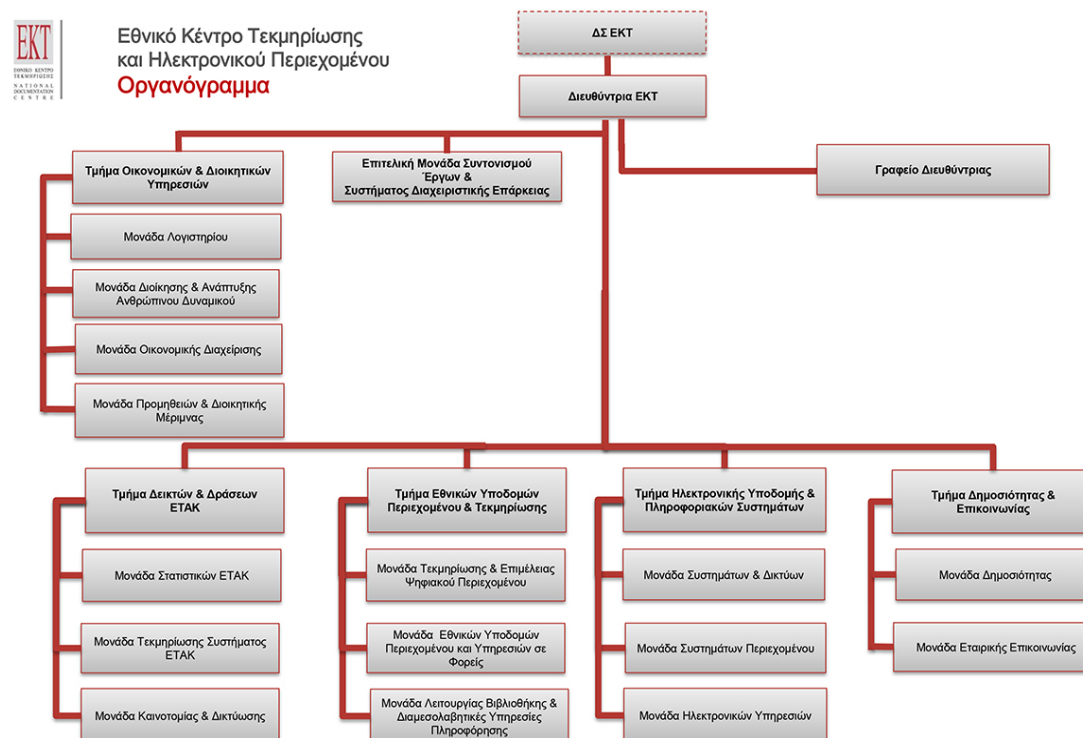 ΕΚΤ
ΕΘΝΙΚΟ ΚΕΝΤΡΟ
ΤΕΚΜΗΡΙΩΣΗΣ
NATIONAL
DOCUMENTATION
CENTRE
Εθνικό Κέντρο Τεκμηρίωσης
και Ηλεκτρονικού Περιεχομένου
Οργανόγραμμα
ΔΣ ΕΚΤ
Διευθύντρια ΕΚΤ
Τμήμα Οικονομικών & Διοικητικών
Υπηρεσιών
Επιτελική Μονάδα Συντονισμού
Έργων &
Συστήματος Διαχειριστικής Επάρκειας
Γραφείο Διευθύντριας
Μονάδα Λογιστηρίου
Μονάδα Διοίκησης & Ανάπτυξης
Ανθρώπινου Δυναμικού
Μονάδα Οικονομικής Διαχείρισης
Μονάδα Προμηθειών & Διοικητικής
Μέριμνας
Τμήμα Δεικτών & Δράσεων
ΕΤΑΚ
Μονάδα Στατιστικών ΕΤΑΚ
Μονάδα Τεκμηρίωσης Συστήματος
ΕΤΑΚ
Μονάδα Καινοτομίας & Δικτύωσης
Τμήμα Εθνικών Υποδομών
Περιεχομένου & Τεκμηρίωσης
Μονάδα Τεκμηρίωσης & Επιμέλειας
Ψηφιακού Περιεχομένου
Μονάδα Εθνικών Υποδομών
Περιεχομένου και Υπηρεσιών σε
Φορείς
Μονάδα Λειτουργίας Βιβλιοθήκης &
Διαμεσολαβητικές Υπηρεσίες
Πληροφόρησης
Τμήμα Ηλεκτρονικής Υποδομής &
Πληροφοριακών Συστημάτων
Μονάδα Συστημάτων & Δικτύων
Μονάδα Συστημάτων Περιεχομένου
Μονάδα Ηλεκτρονικών Υπηρεσιών
Τμήμα Δημοσιότητας &
Επικοινωνίας
Μονάδα Δημοσιότητας
Μονάδα Εταιρικής Επικοινωνίας